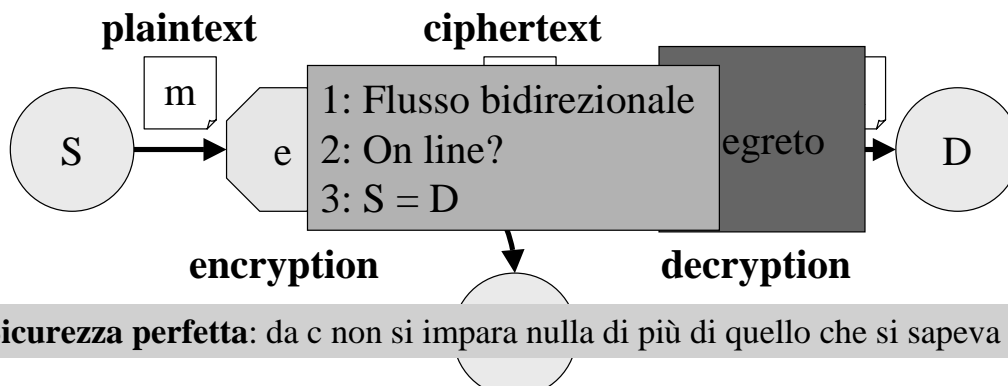 plaintext ciphertext
m
S
e
1: Flusso bidirezionale
2: On line?
3: S = D
egreto
D
encryption decryption
icurezza perfetta: da c non si impara nulla di più di quello che si sapeva